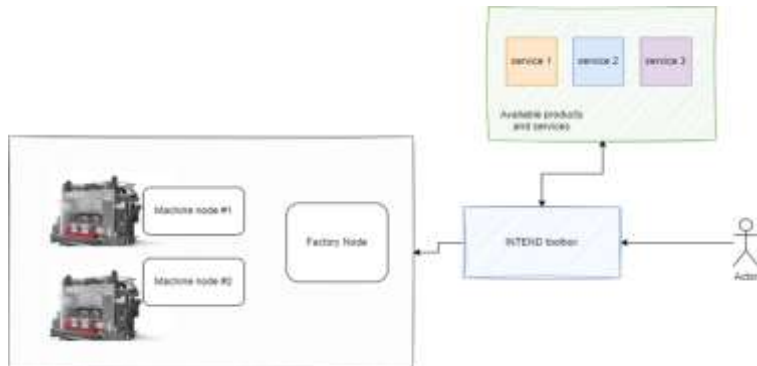 service 1
service 2
service 3
Available products
and services
Machine node #1
Factory Node
INTEND toolbox
Machine node #2
Actor